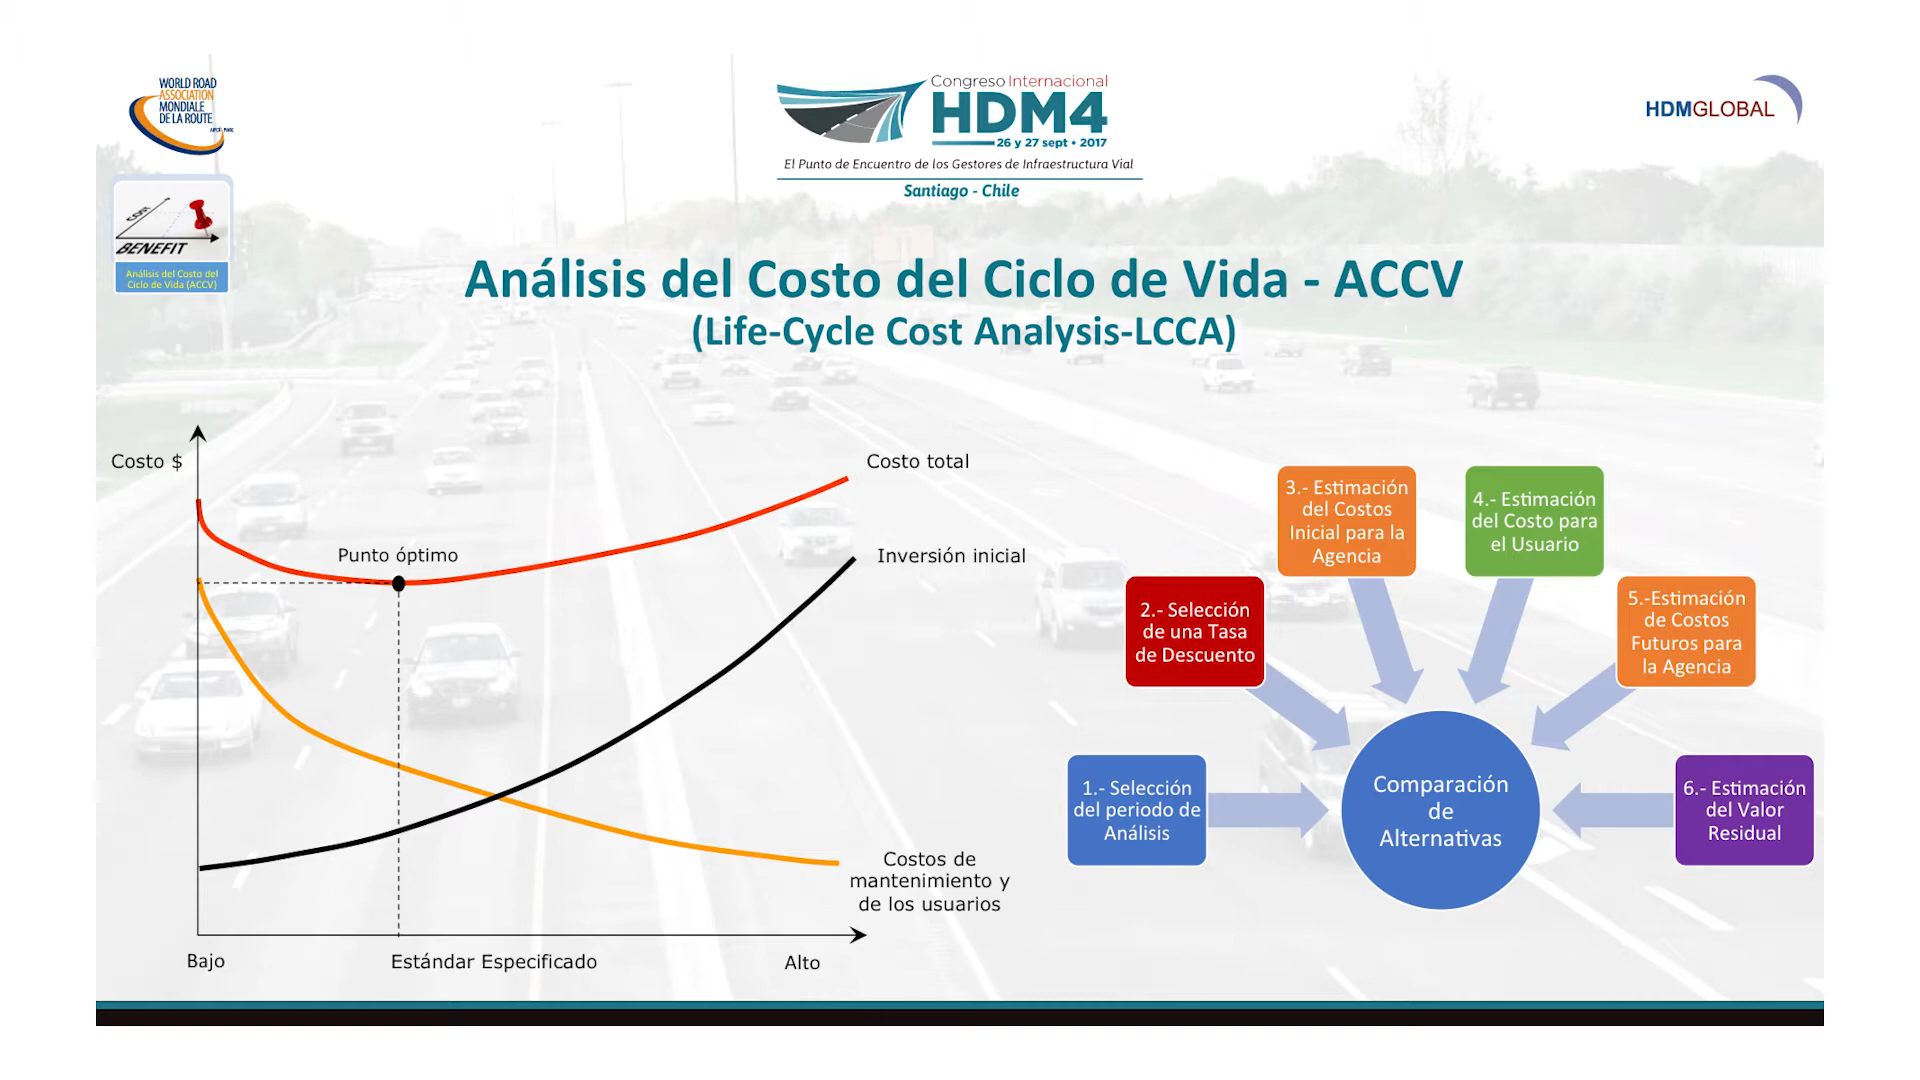 WORLD ROAD
ASSOCIATION
MONDIALE
DE LA ROUTE
Congreso Internacional
HDM4
26 y 27 sept • 2017
El Punto de Encuentro de los Gestores de Infraestructura Vial
Santiago - Chile
HDMGLOBAL
COST
BENEFIT
Análisis del Costo del
Ciclo de Vida (ACCV)
Análisis del Costo del Ciclo de Vida - ACCV
(Life-Cycle Cost Analysis-LCCA)
Costo $
Costo total
Punto óptimo
Inversión inicial
Costos de
mantenimiento y
de los usuarios
Bajo
Estándar Especificado
Alto
1.- Selección
del periodo de
Análisis
2.- Selección
de una Tasa
de Descuento
3.- Estimación
del Costos
Inicial para la
Agencia
4.- Estimación
del Costo para
el Usuario
5.-Estimación
de Costos
Futuros para
la Agencia
6.- Estimación
del Valor
Residual
Comparación
de
Alternativas